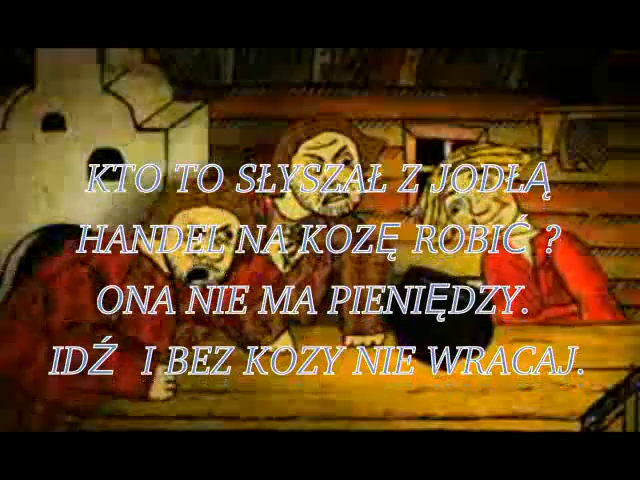 KTO TO SŁYSZAŁ Z JODŁĄ
HANDEL NA KOZĘ ROBIĆ ?
ONA NIE MA PIENIĘDZY.
IDŹ I BEZ KOZY NIE WRACAJ.